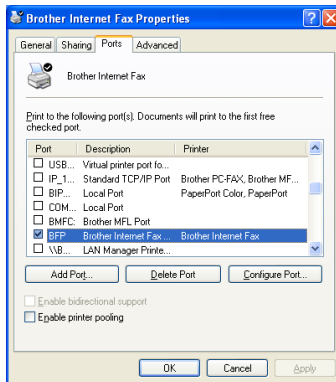 Brother Internet Fax Properties
General Sharing Ports Advanced
Brother Internet Fax
Print to the following port(s). Documents will print to the first free
checked port.
Port Description Printer
USB... Virtual printer port fo...
IP_1... Standard TCP/IP Port Brother PC-FAX, Brother MF...
BIP... Local Port PaperPort Color, PaperPort
COM... Local Port
BMFC: Brother MFL Port
BFP Brother Internet Fax ... Brother Internet Fax
\\B... LAN Manager Printe...
Add Port... Delete Port Configure Port...
Enable bidirectional support
Enable printer pooling
OK Cancel Apply